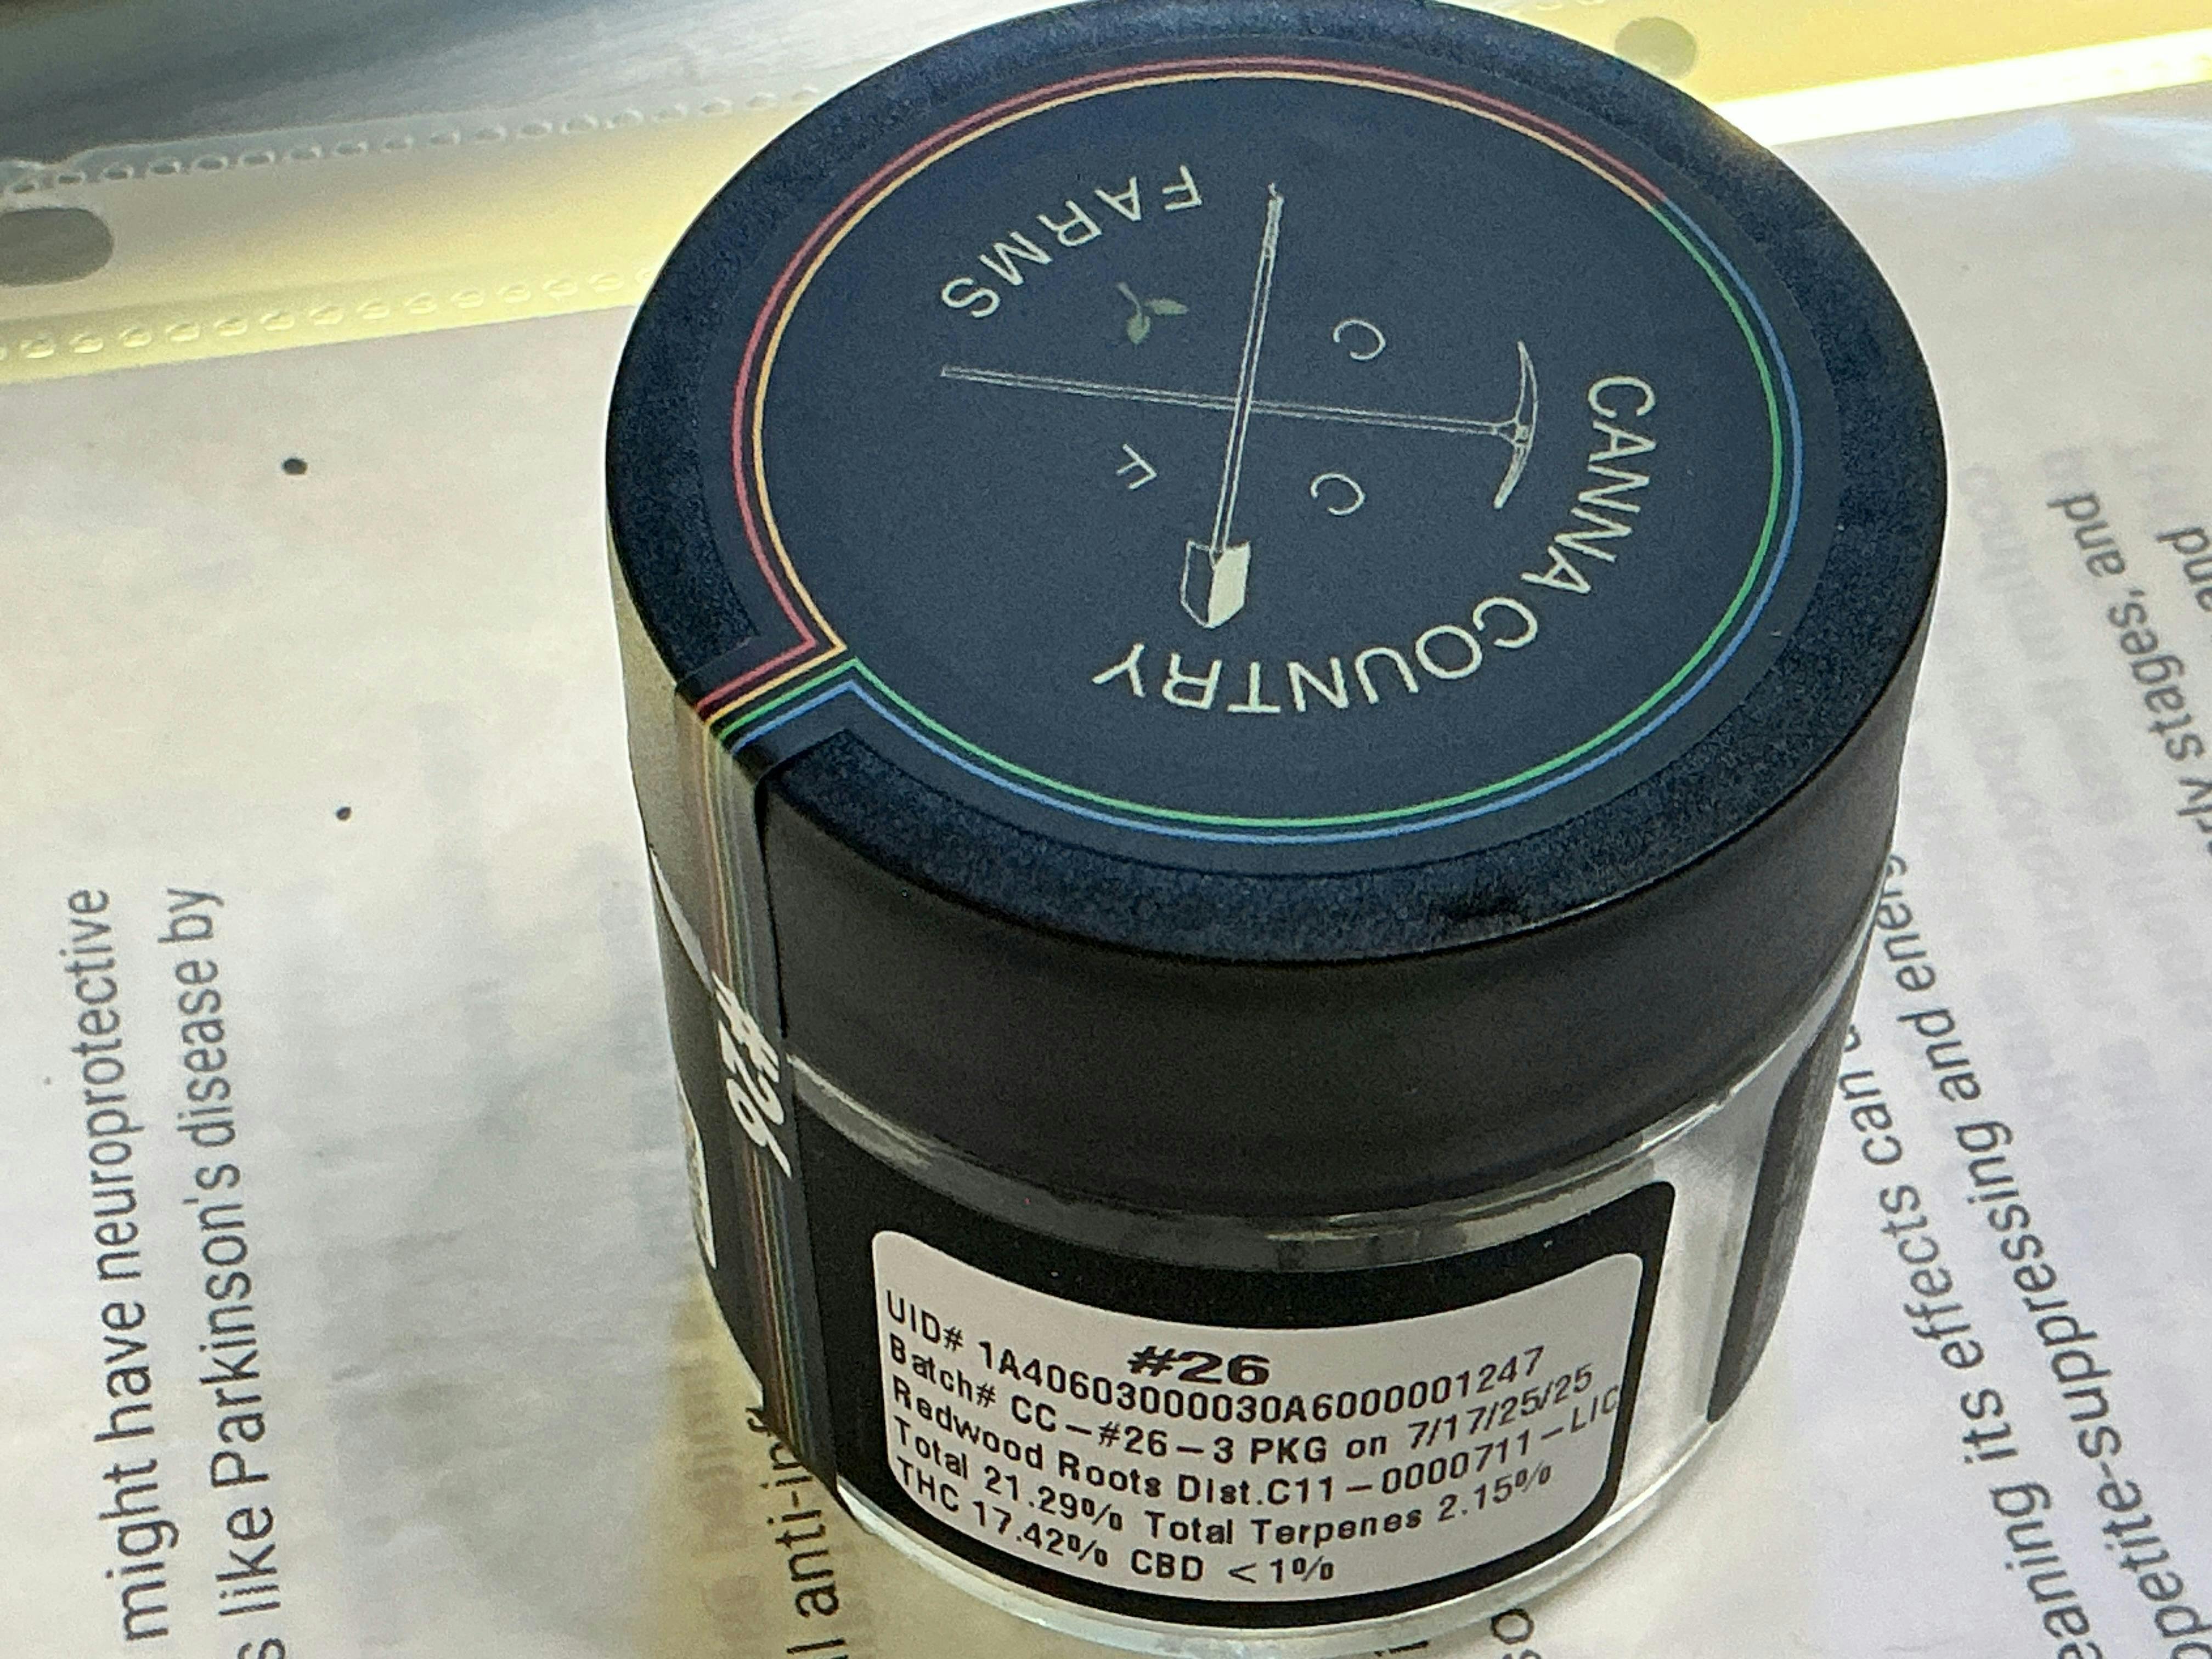 CANNA COUNTRY
FARMS
C C
F
#26
#26
UID# 1A40603000030A6000001247
Batch# CC-#26-3 PKG on 7/17/25/25
Redwood Roots Dist.C11-0000711-LIC
Total 21.29% Total Terpenes 2.15%
THC 17.42% CBD <1%
might have neuroprotective
like Parkinson's disease by
anti-
and
stages, and
its effects can
suppressing and